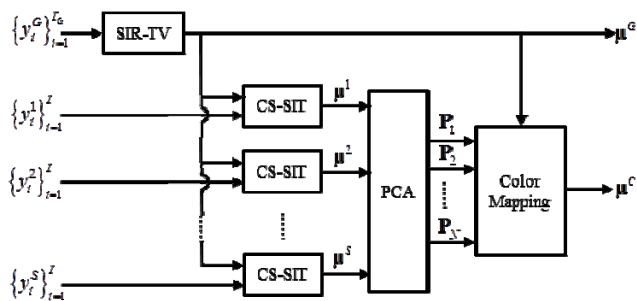 {y_i^G}_{i=1}^{I_G} SIR-TV μ^G
{y_i^1}_{i=1}^I CS-SIT μ^1
{y_i^2}_{i=1}^I CS-SIT μ^2
{y_i^S}_{i=1}^I CS-SIT μ^S
PCA
P_1
P_2
P_N
Color
Mapping
μ^C